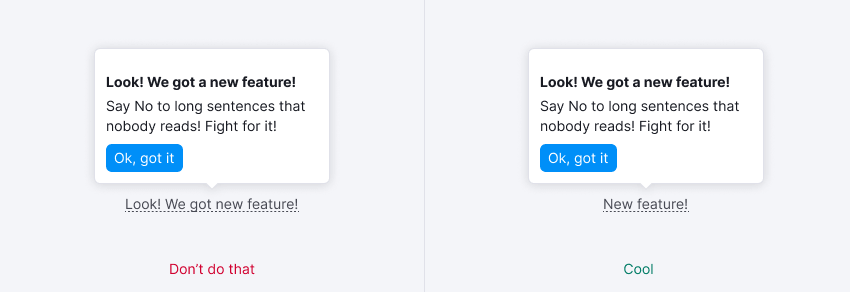 Look! We got a new feature!
Say No to long sentences that
nobody reads! Fight for it!
Ok, got it
Look! We got new feature!
Don't do that
Look! We got a new feature!
Say No to long sentences that
nobody reads! Fight for it!
Ok, got it
New feature!
Cool